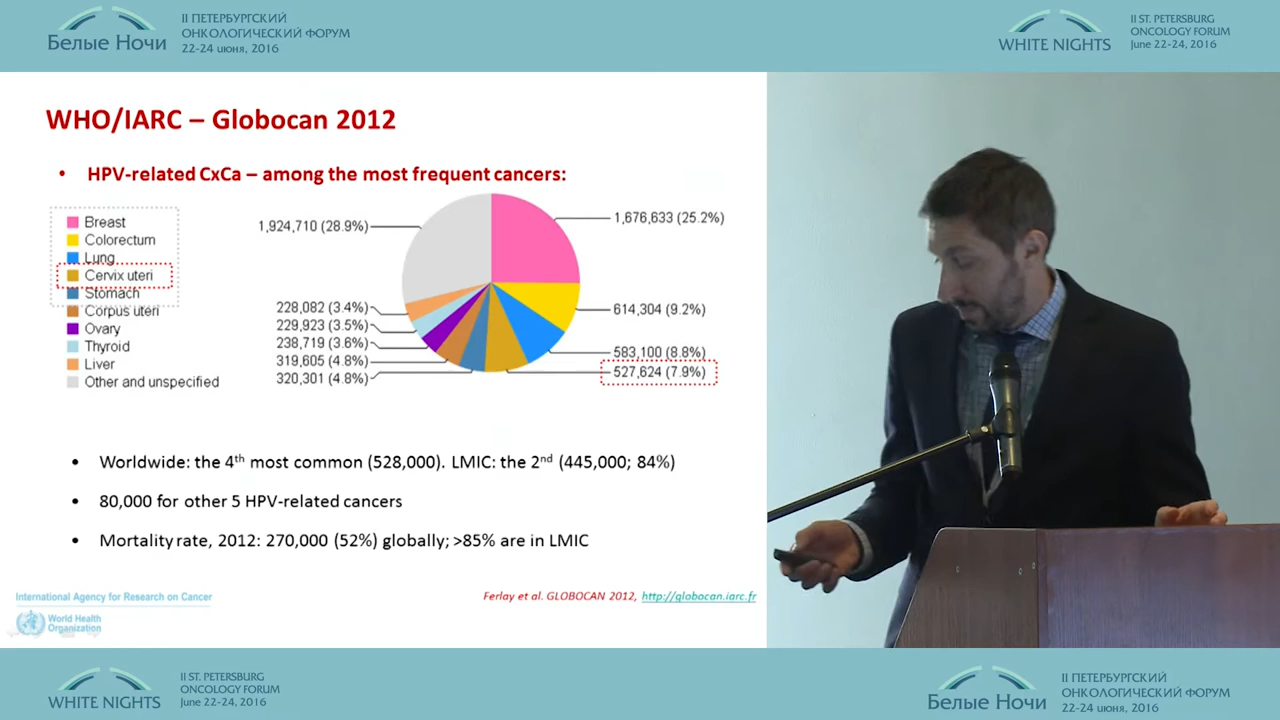 Белые Ночи
II ПЕТЕРБУРГСКИЙ
ОНКОЛОГИЧЕСКИЙ ФОРУМ
22-24 июня, 2016
WHITE NIGHTS
II ST. PETERSBURG
ONCOLOGY FORUM
June 22-24, 2016
WHO/IARC – Globocan 2012
• HPV-related CxCa – among the most frequent cancers:
Breast
Colorectum
Lung
Cervix uteri
Stomach
Corpus uteri
Ovary
Thyroid
Liver
Other and unspecified
1,924,710 (28.9%)
228,082 (3.4%)
229,923 (3.5%)
238,719 (3.6%)
319,605 (4.8%)
320,301 (4.8%)
1,676,633 (25.2%)
614,304 (9.2%)
583,100 (8.8%)
527,624 (7.9%)
• Worldwide: the 4th most common (528,000). LMIC: the 2nd (445,000; 84%)
• 80,000 for other 5 HPV-related cancers
• Mortality rate, 2012: 270,000 (52%) globally; >85% are in LMIC
International Agency for Research on Cancer
World Health
Organization
Ferlay et al. GLOBOCAN 2012, http://globocan.iarc.fr
WHITE NIGHTS
II ST. PETERSBURG
ONCOLOGY FORUM
June 22-24, 2016
Белые Ночи
II ПЕТЕРБУРГСКИЙ
ОНКОЛОГИЧЕСКИЙ ФОРУМ
22-24 июня, 2016